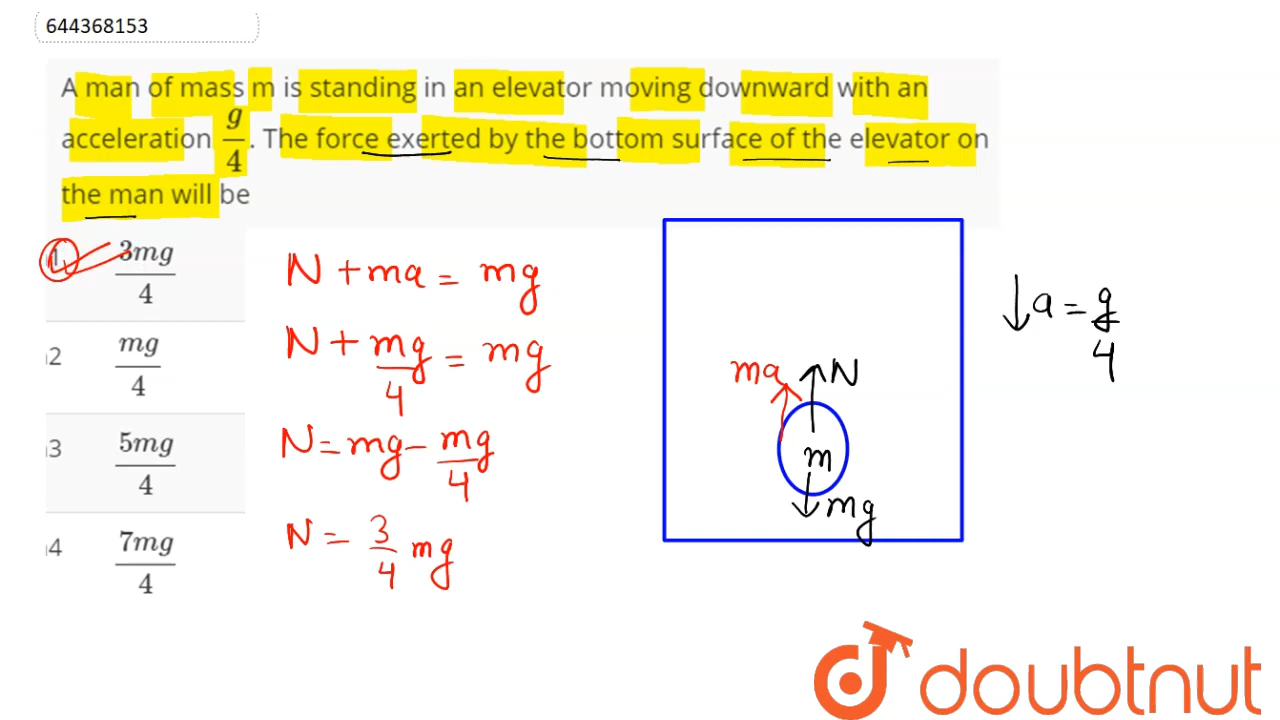 644368153
A man of mass m is standing in an elevator moving downward with an
acceleration g/4. The force exerted by the bottom surface of the elevator on
the man will be
1 3mg/4
2 mg/4
3 5mg/4
4 7mg/4
N + ma = mg
N + mg/4 = mg
N = mg - mg/4
N = 3/4 mg
ma
N
m
mg
↓ a = g/4
doubtnut